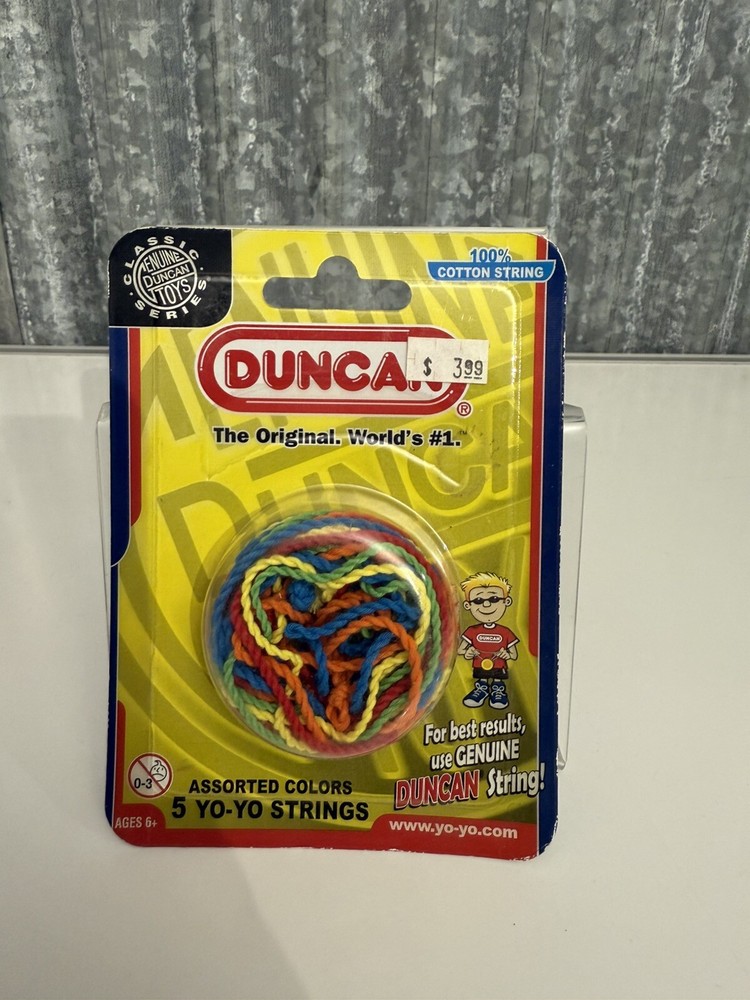 CLASSIC
GENUINE
DUNCAN
TOYS
SERIES
100%
COTTON STRING
DUNCAN®
$ 3.99
The Original. World's #1.™
DUNCAN
For best results,
use GENUINE
DUNCAN String!
0-3
ASSORTED COLORS
5 YO-YO STRINGS
AGES 6+
www.yo-yo.com